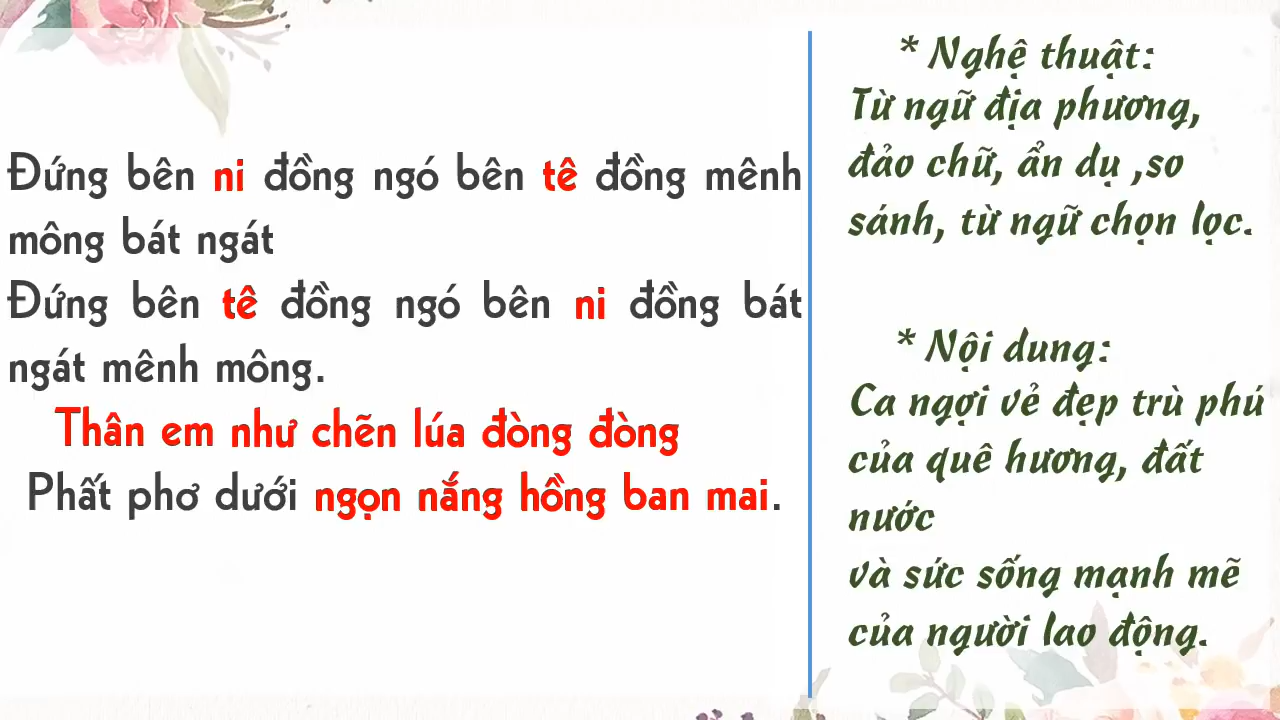 Đứng bên ni đồng ngó bên tê đồng mênh
mông bát ngát
Đứng bên tê đồng ngó bên ni đồng bát
ngát mênh mông.
Thân em như chẽn lúa đòng đòng
Phất phơ dưới ngọn nắng hồng ban mai.
* Nghệ thuật:
Từ ngữ địa phương,
đảo chữ, ẩn dụ ,so
sánh, từ ngữ chọn lọc.
* Nội dung:
Ca ngợi vẻ đẹp trù phú
của quê hương, đất
nước
và sức sống mạnh mẽ
của người lao động.